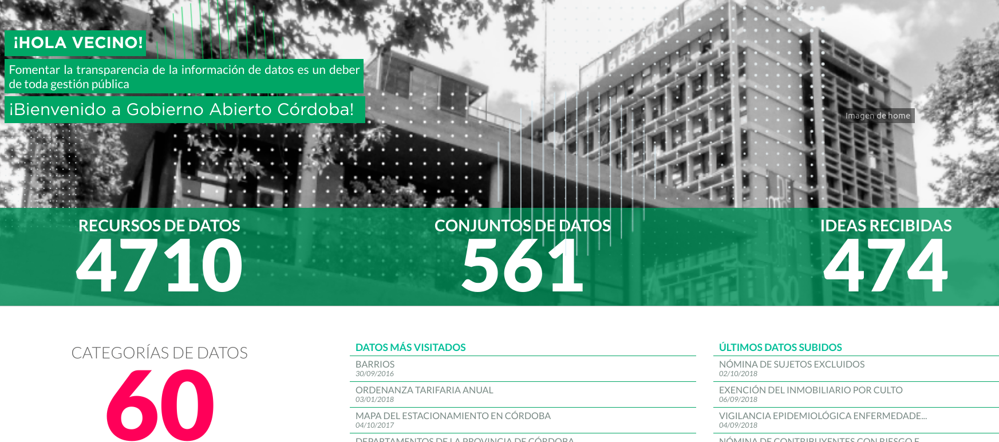 ¡HOLA VECINO!
Fomentar la transparencia de la información de datos es un deber
de toda gestión pública
¡Bienvenido a Gobierno Abierto Córdoba!
PALACIO
6 DE JULIO
Imagen de home
RECURSOS DE DATOS
4710
CONJUNTOS DE DATOS
561
IDEAS RECIBIDAS
474
CATEGORÍAS DE DATOS
60
DATOS MÁS VISITADOS
BARRIOS
30/09/2016
ORDENANZA TARIFARIA ANUAL
03/01/2018
MAPA DEL ESTACIONAMIENTO EN CÓRDOBA
04/10/2017
DEPARTAMENTOS DE LA PROVINCIA DE CÓRDOBA
ÚLTIMOS DATOS SUBIDOS
NÓMINA DE SUJETOS EXCLUIDOS
02/10/2018
EXENCIÓN DEL INMOBILIARIO POR CULTO
06/09/2018
VIGILANCIA EPIDEMIOLÓGICA ENFERMEDADE...
04/09/2018
NÓMINA DE CONTRIBUYENTES CON RIESGO F...